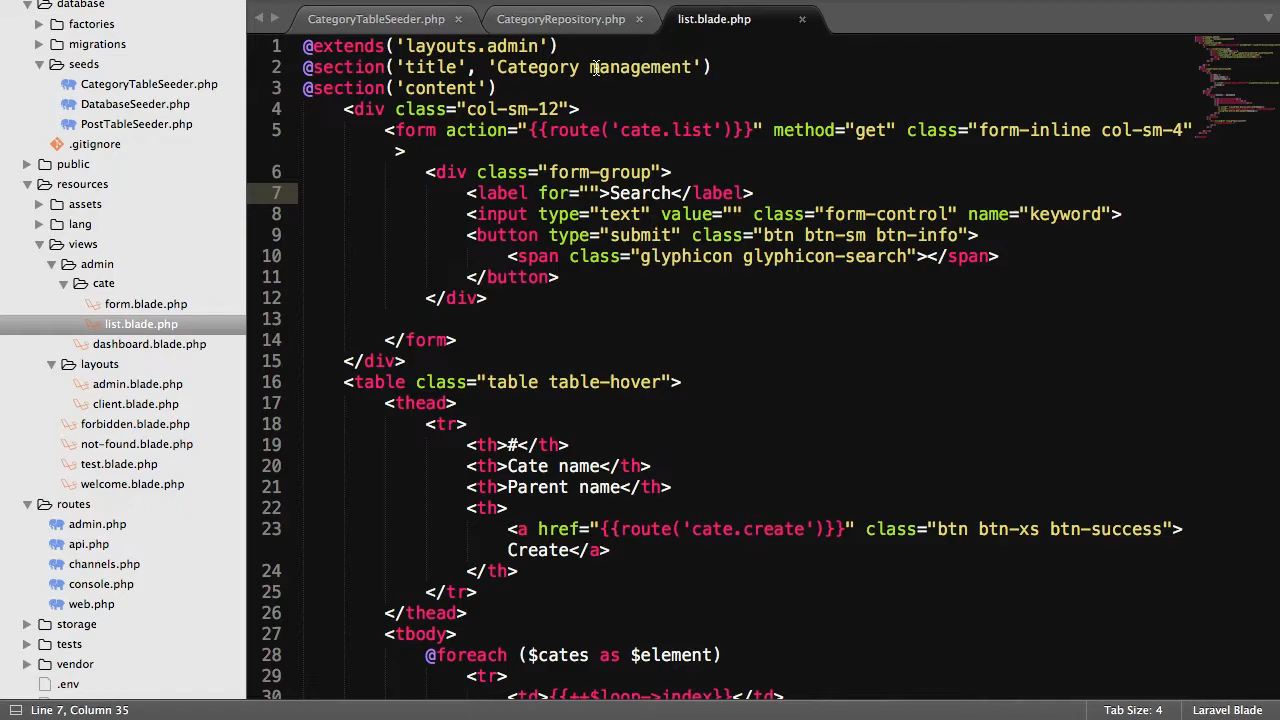 database
factories
migrations
seeds
CategoryTableSeeder.php
DatabaseSeeder.php
PostTableSeeder.php
.gitignore
public
resources
assets
lang
views
admin
cate
form.blade.php
list.blade.php
dashboard.blade.php
layouts
admin.blade.php
client.blade.php
forbidden.blade.php
not-found.blade.php
test.blade.php
welcome.blade.php
routes
admin.php
api.php
channels.php
console.php
web.php
storage
tests
vendor
.env
CategoryTableSeeder.php × CategoryRepository.php × list.blade.php ×
1 @extends('layouts.admin')
2 @section('title', 'Category management')
3 @section('content')
4 <div class="col-sm-12">
5 <form action="{{route('cate.list')}}" method="get" class="form-inline col-sm-4"
>
6 <div class="form-group">
7 <label for="">Search</label>
8 <input type="text" value="" class="form-control" name="keyword">
9 <button type="submit" class="btn btn-sm btn-info">
10 <span class="glyphicon glyphicon-search"></span>
11 </button>
12 </div>
13
14 </form>
15 </div>
16 <table class="table table-hover">
17 <thead>
18 <tr>
19 <th>#</th>
20 <th>Cate name</th>
21 <th>Parent name</th>
22 <th>
23 <a href="{{route('cate.create')}}" class="btn btn-xs btn-success">
Create</a>
24 </th>
25 </tr>
26 </thead>
27 <tbody>
28 @foreach ($cates as $element)
29 <tr>
30 <td>{{++$loop->index}}</td>
Line 7, Column 35
Tab Size: 4
Laravel Blade